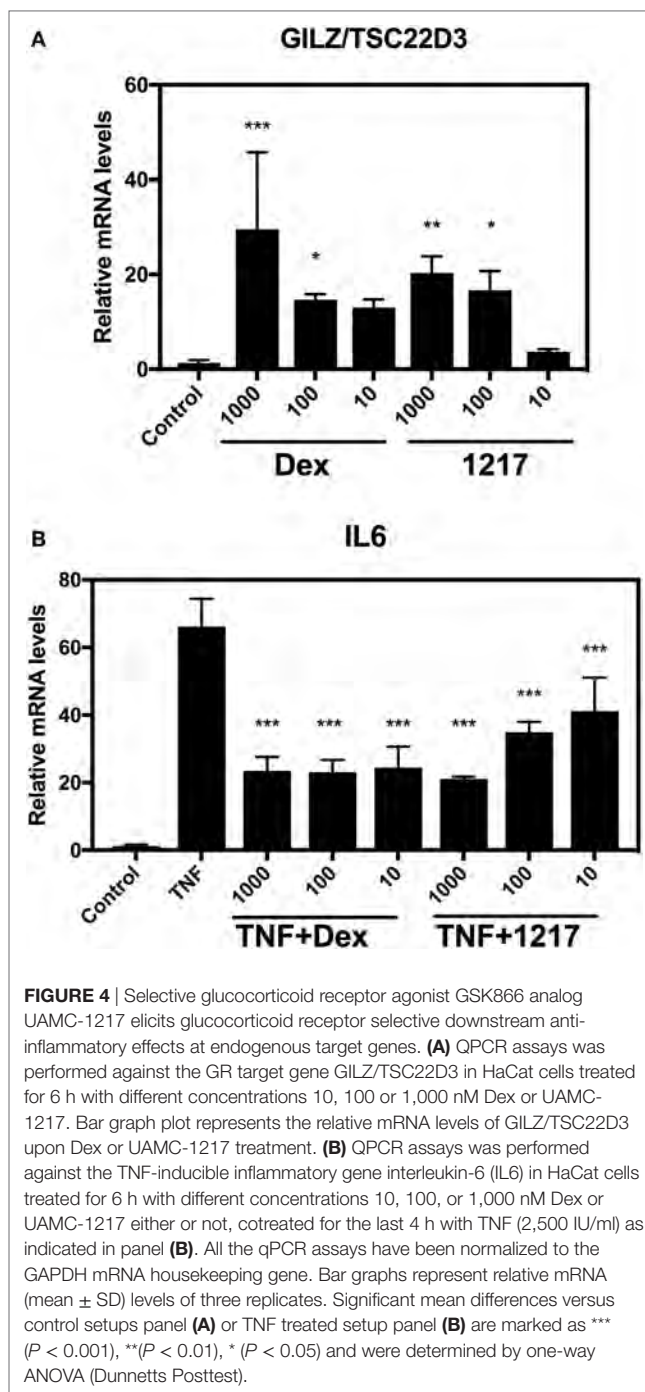 A
GILZ/TSC22D3
Relative mRNA levels
60
40
20
0
***
*
**
*
Control
1000
100
10
1000
100
10
Dex
1217
B
IL6
Relative mRNA levels
80
60
40
20
0
***
***
***
***
***
***
Control
TNF
1000
100
10
1000
100
10
TNF+Dex
TNF+1217
FIGURE 4 | Selective glucocorticoid receptor agonist GSK866 analog
UAMC-1217 elicits glucocorticoid receptor selective downstream anti-
inflammatory effects at endogenous target genes. (A) QPCR assays was
performed against the GR target gene GILZ/TSC22D3 in HaCat cells treated
for 6 h with different concentrations 10, 100 or 1,000 nM Dex or UAMC-
1217. Bar graph plot represents the relative mRNA levels of GILZ/TSC22D3
upon Dex or UAMC-1217 treatment. (B) QPCR assays was performed
against the TNF-inducible inflammatory gene interleukin-6 (IL6) in HaCat cells
treated for 6 h with different concentrations 10, 100, or 1,000 nM Dex or
UAMC-1217 either or not, cotreated for the last 4 h with TNF (2,500 IU/ml) as
indicated in panel (B). All the qPCR assays have been normalized to the
GAPDH mRNA housekeeping gene. Bar graphs represent relative mRNA
(mean ± SD) levels of three replicates. Significant mean differences versus
control setups panel (A) or TNF treated setup panel (B) are marked as ***
(P < 0.001), **(P < 0.01), * (P < 0.05) and were determined by one-way
ANOVA (Dunnetts Posttest).